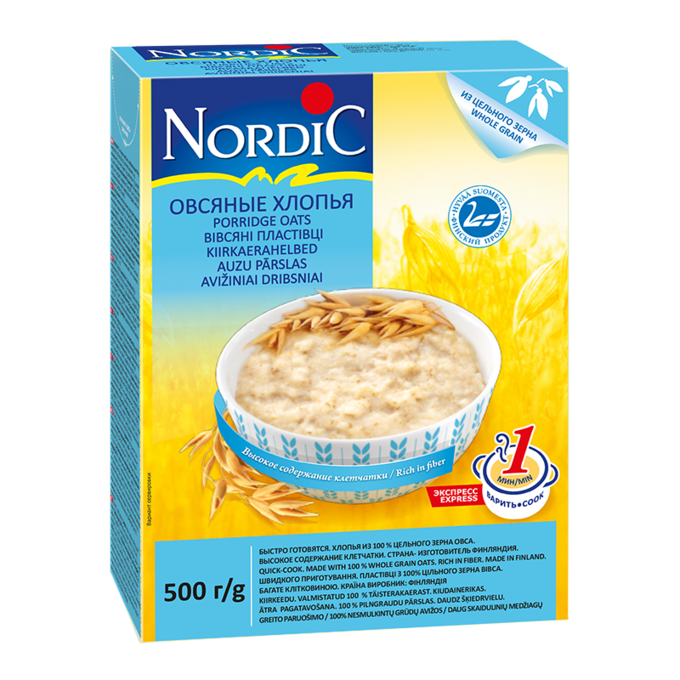 NORDIC
ОВСЯНЫЕ ХЛОПЬЯ
NORDIC
ОВСЯНЫЕ ХЛОПЬЯ
PORRIDGE OATS
ВІВСЯНІ ПЛАСТІВЦІ
KIIRKAERAHELBED
AUZU PĀRSLAS
AVIŽINIAI DRIBSNIAI
ИЗ ЦЕЛЬНОГО ЗЕРНА
WHOLE GRAIN
HYVÄÄ SUOMESTA
ФИНСКИЙ ПРОДУКТ
Высокое содержание клетчатки / Rich in fiber
1
МИН/MIN
ВАРИТЬ•COOK
ЭКСПРЕСС
EXPRESS
Вариант сервировки
500 г/g
БЫСТРО ГОТОВЯТСЯ. ХЛОПЬЯ ИЗ 100 % ЦЕЛЬНОГО ЗЕРНА ОВСА.
ВЫСОКОЕ СОДЕРЖАНИЕ КЛЕТЧАТКИ. СТРАНА- ИЗГОТОВИТЕЛЬ ФИНЛЯНДИЯ.
QUICK-COOK. MADE WITH 100 % WHOLE GRAIN OATS. RICH IN FIBER. MADE IN FINLAND.
ШВИДКОГО ПРИГОТУВАННЯ. ПЛАСТІВЦІ З 100% ЦІЛЬНОГО ЗЕРНА ВІВСА.
БАГАТЕ КЛІТКОВИНОЮ. КРАЇНА ВИРОБНИК: ФІНЛЯНДІЯ
KIIRKEEDU. VALMISTATUD 100 % TÄISTERAKAERAST. KIUDAINERIKAS.
ĀTRA PAGATAVOŠANA. 100 % PILNGRAUDU PĀRSLAS. DAUDZ ŠĶIEDRVIELU.
GREITO PARUOŠIMO / 100% NESMULKINTŲ GRŪDŲ AVIŽOS / DAUG SKAIDULINIŲ MEDŽIAGŲ